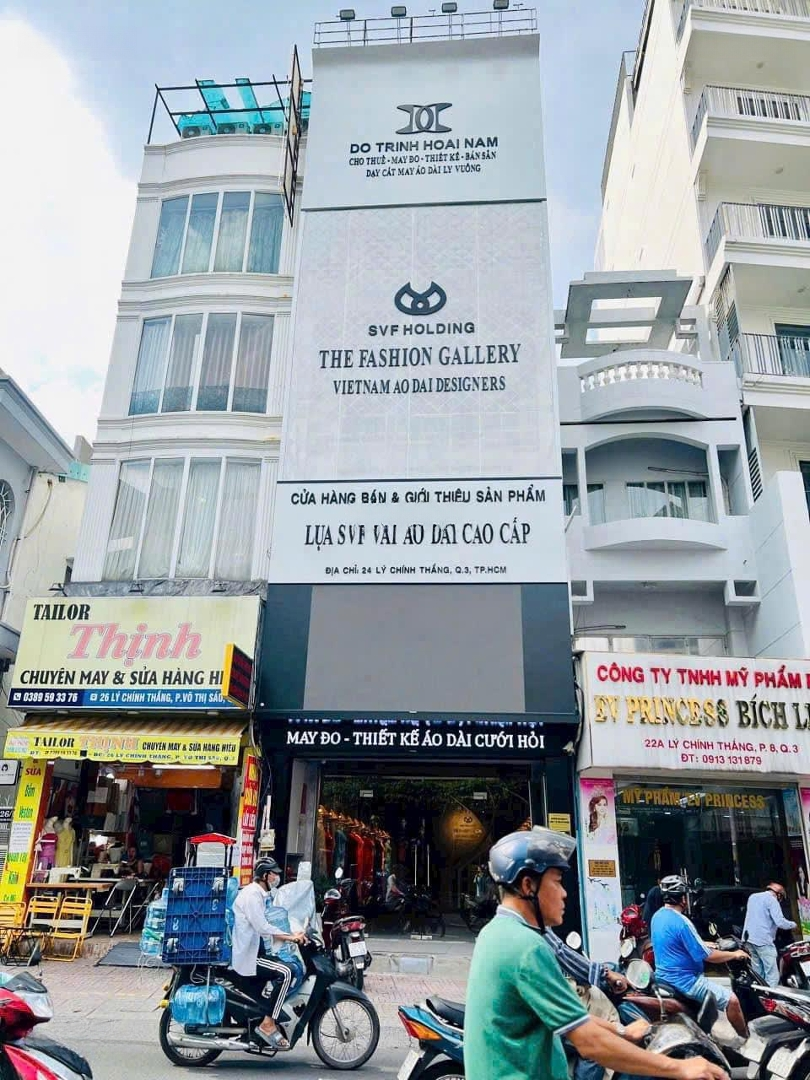 DO TRINH HOAI NAM
CHO THUÊ - MAY ĐO - THIẾT KẾ - BÁN SẴN
DẠY CẮT MAY ÁO DÀI LY VUÔNG
SVF HOLDING
THE FASHION GALLERY
VIETNAM AO DAI DESIGNERS
CỬA HÀNG BÁN & GIỚI THIỆU SẢN PHẨM
LỤA SVF VẢI ÁO DÀI CAO CẤP
ĐỊA CHỈ: 24 LÝ CHÍNH THẮNG, Q.3, TP.HCM
MAY ĐO - THIẾT KẾ ÁO DÀI CƯỚI HỎI
TAILOR
Thịnh
CHUYÊN MAY & SỬA HÀNG
0389 59 33 76
26 LÝ CHÍNH THẮNG, P.VÕ THỊ SÁU
TAILOR THỊNH CHUYÊN MAY & SỬA HÀNG HIỆU
SỬA
CÔNG TY TNHH MỸ PHẨM
EV PRINCESS BÍCH
22A LÝ CHÍNH THẮNG, P. 8, Q.3
ĐT: 0913 131 879
MỸ PHẨM EV PRINCESS